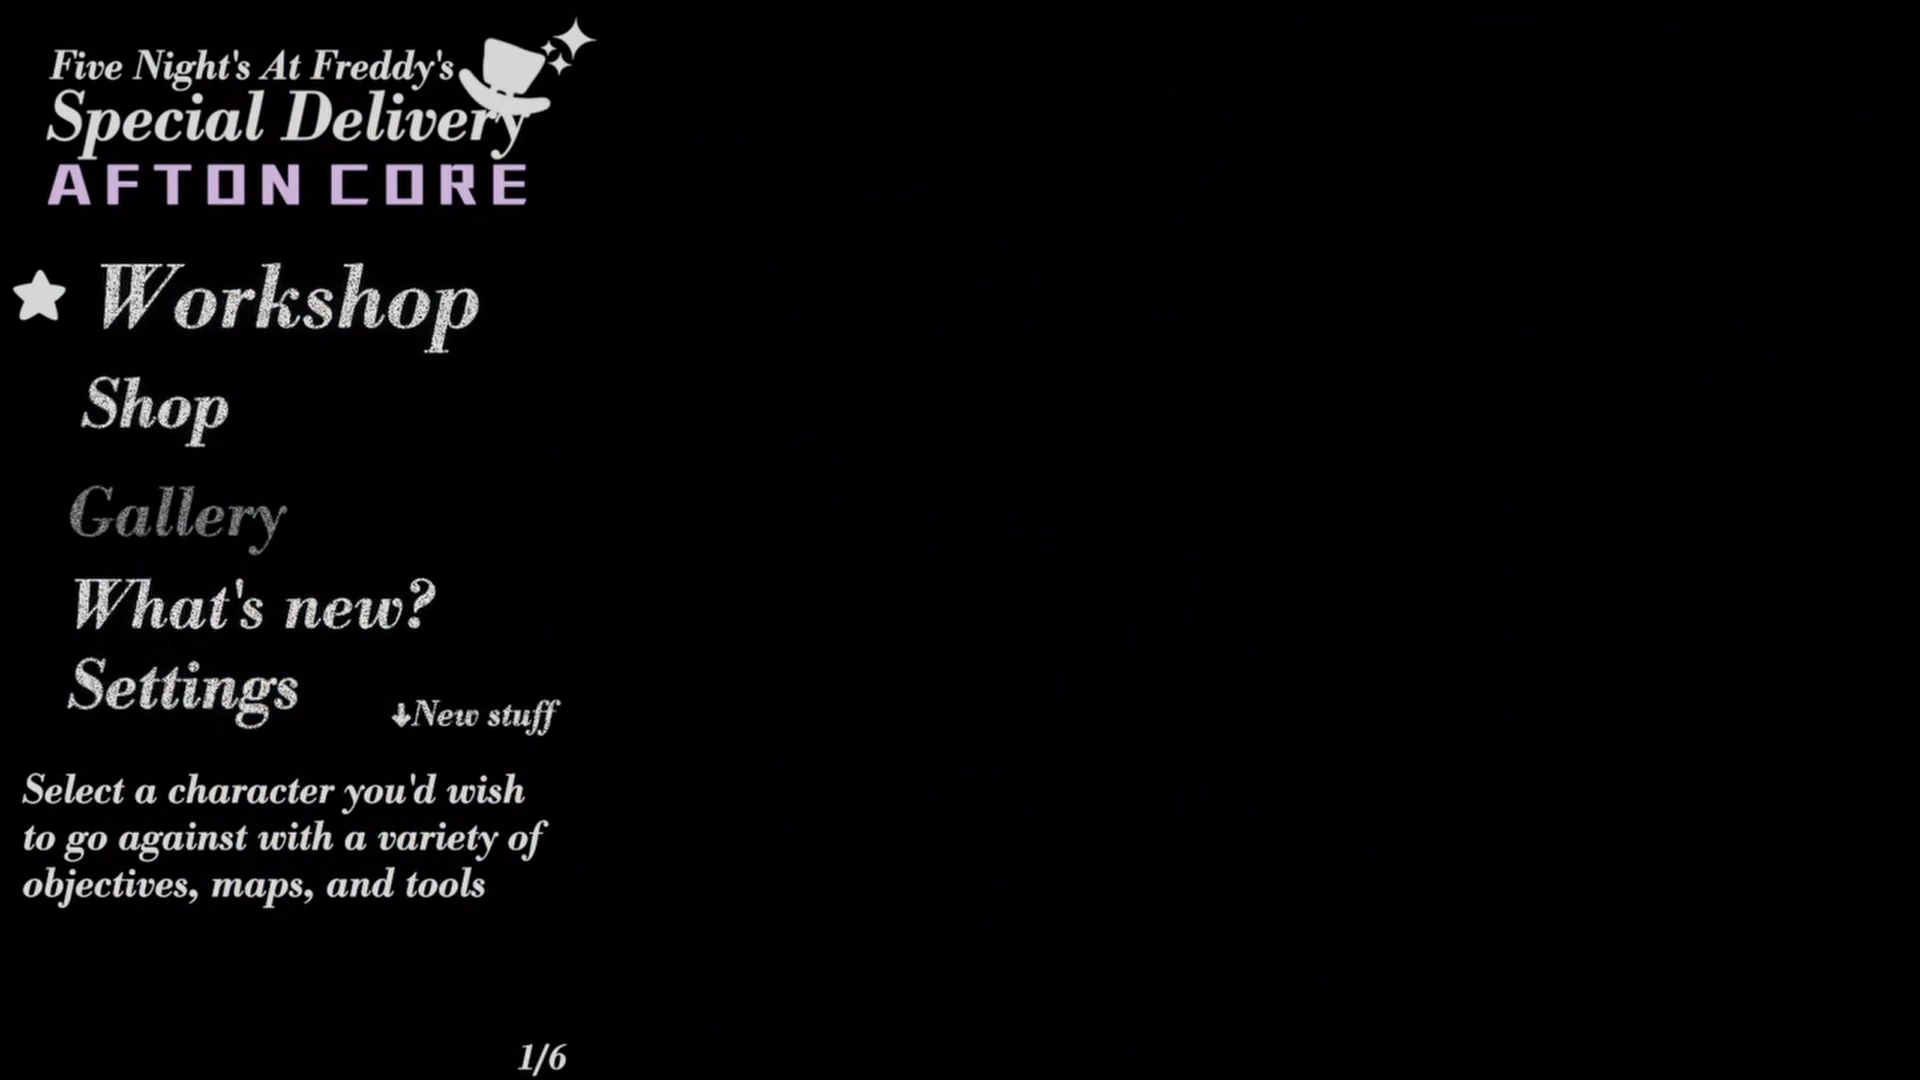 Five Night's At Freddy's
Special Delivery
AFTON CORE
Workshop
Shop
Gallery
What's new?
Settings
↓New stuff
Select a character you'd wish
to go against with a variety of
objectives, maps, and tools
1/6